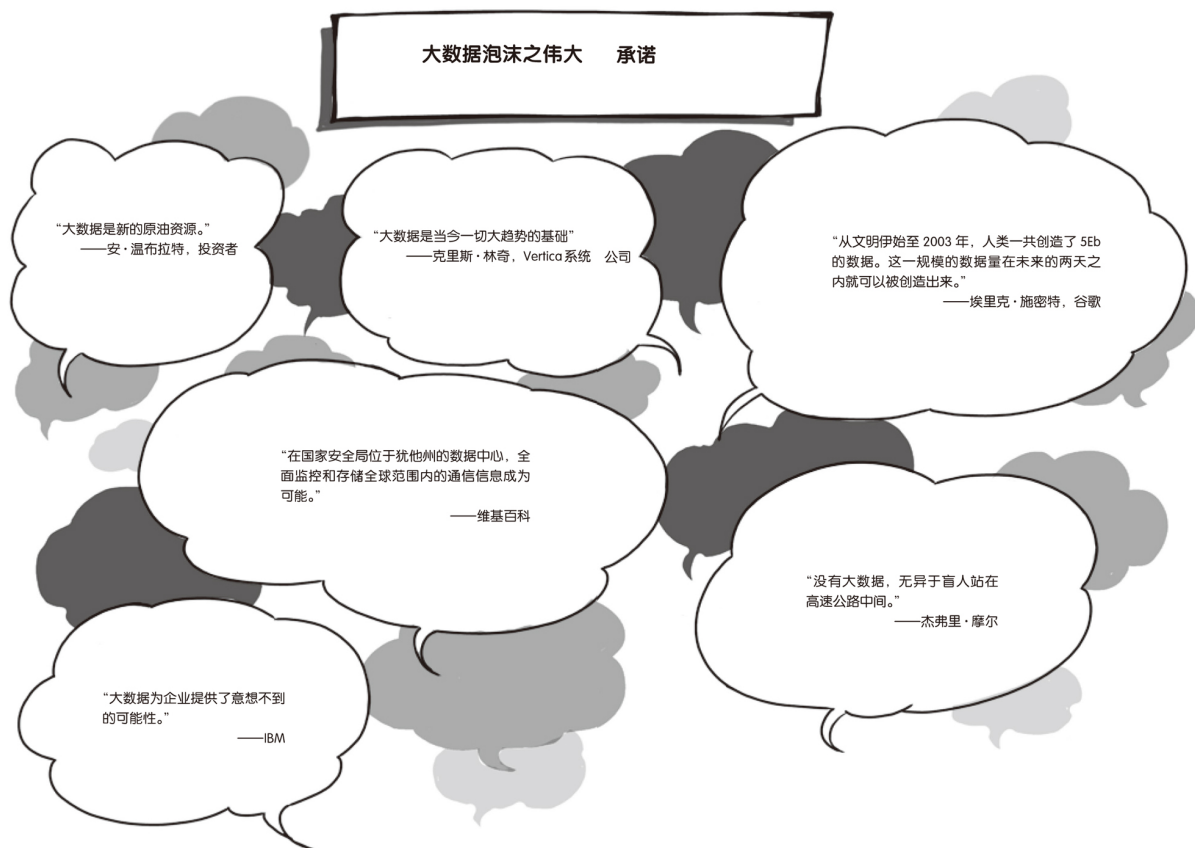 大数据泡沫之伟大 承诺
“大数据是新的原油资源。”
——安·温布拉特，投资者
“大数据是当今一切大趋势的基础”
——克里斯·林奇，Vertica 系统 公司
“从文明伊始至 2003 年，人类一共创造了 5Eb
的数据。这一规模的数据量在未来的两天之
内就可以被创造出来。”
——埃里克·施密特，谷歌
“在国家安全局位于犹他州的数据中心，全
面监控和存储全球范围内的通信信息成为
可能。”
——维基百科
“没有大数据，无异于盲人站在
高速公路中间。”
——杰弗里·摩尔
“大数据为企业提供了意想不到
的可能性。”
——IBM